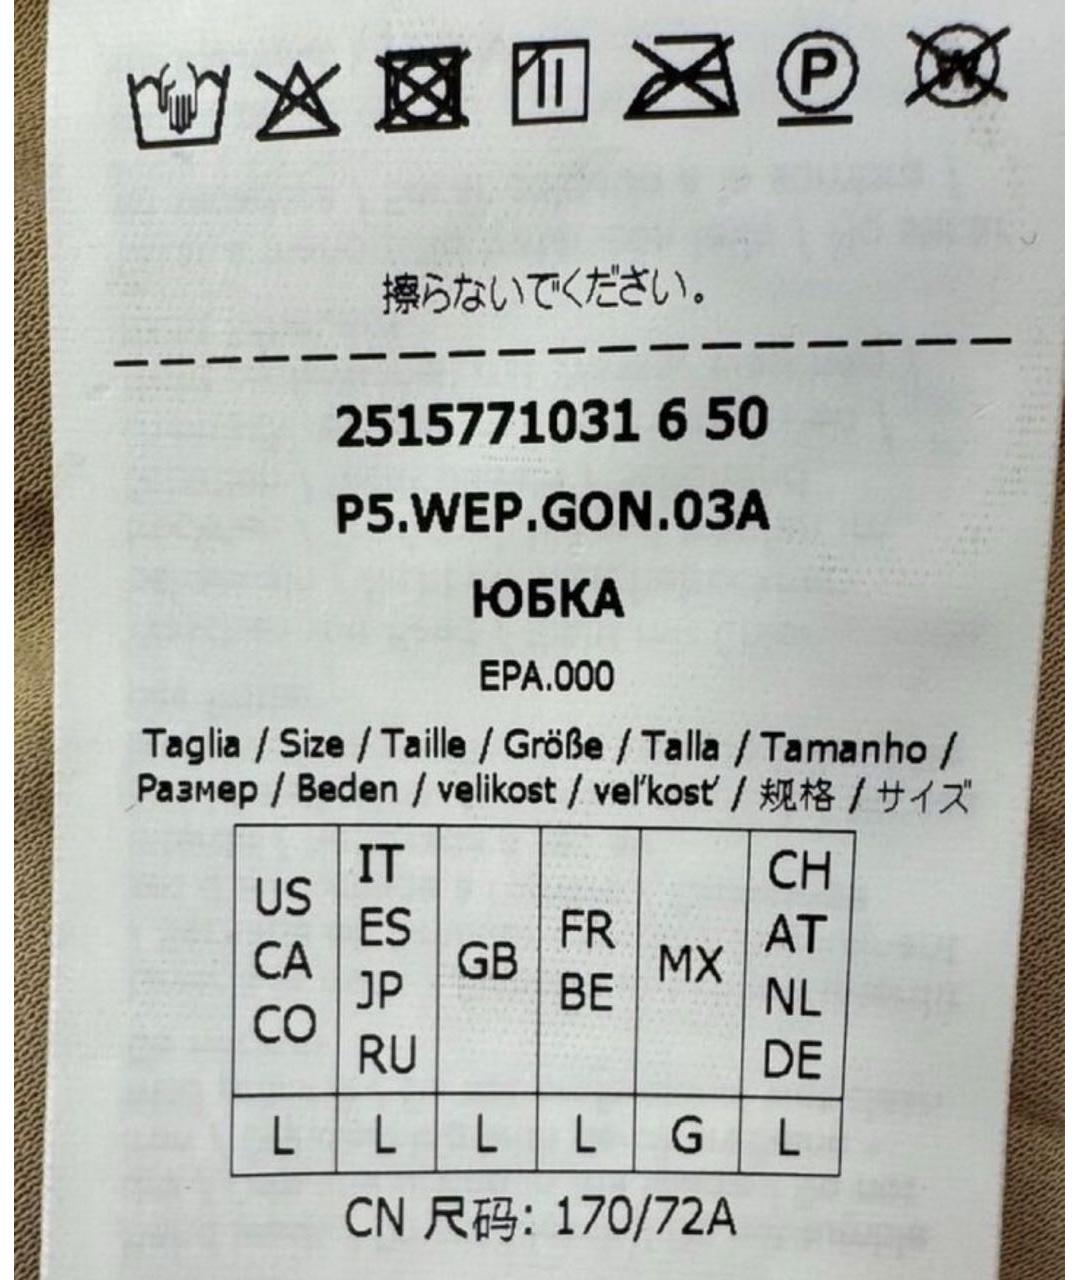 P W
擦らないでください。
2515771031 6 50
P5.WEP.GON.03A
ЮБКА
EPA.000
Taglia / Size / Taille / Größe / Talla / Tamanho /
Размер / Beden / velikost / veľkosť / 规格 / サイズ
US CA CO
IT ES JP RU
GB
FR BE
MX
CH AT NL DE
L L L L G L
CN 尺码: 170/72A